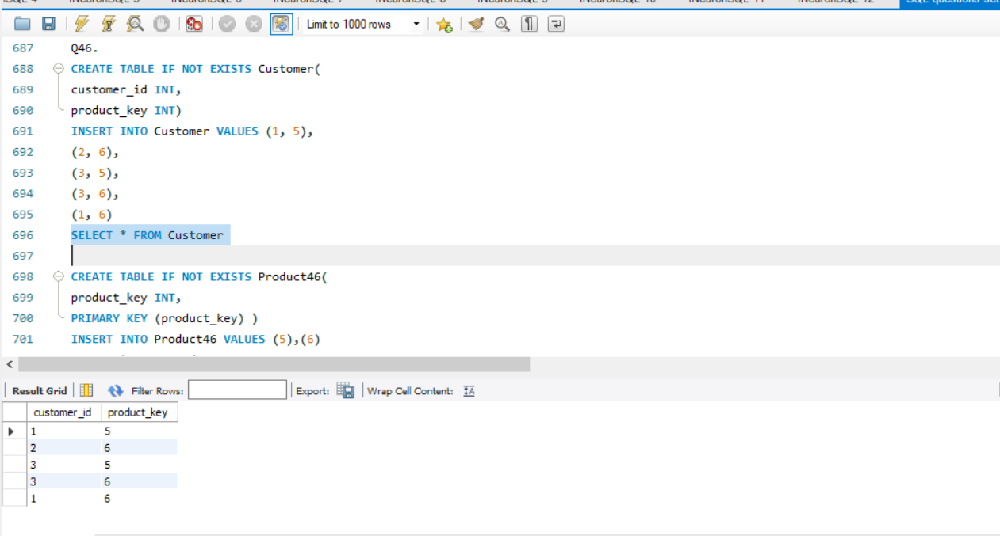 SQL questions-set
Limit to 1000 rows
687 Q46.
688 CREATE TABLE IF NOT EXISTS Customer(
689 customer_id INT,
690 product_key INT)
691 INSERT INTO Customer VALUES (1, 5),
692 (2, 6),
693 (3, 5),
694 (3, 6),
695 (1, 6)
696 SELECT * FROM Customer
697
698 CREATE TABLE IF NOT EXISTS Product46(
699 product_key INT,
700 PRIMARY KEY (product_key) )
701 INSERT INTO Product46 VALUES (5),(6)
Result Grid Filter Rows: Export: Wrap Cell Content:
customer_id product_key
1 5
2 6
3 5
3 6
1 6